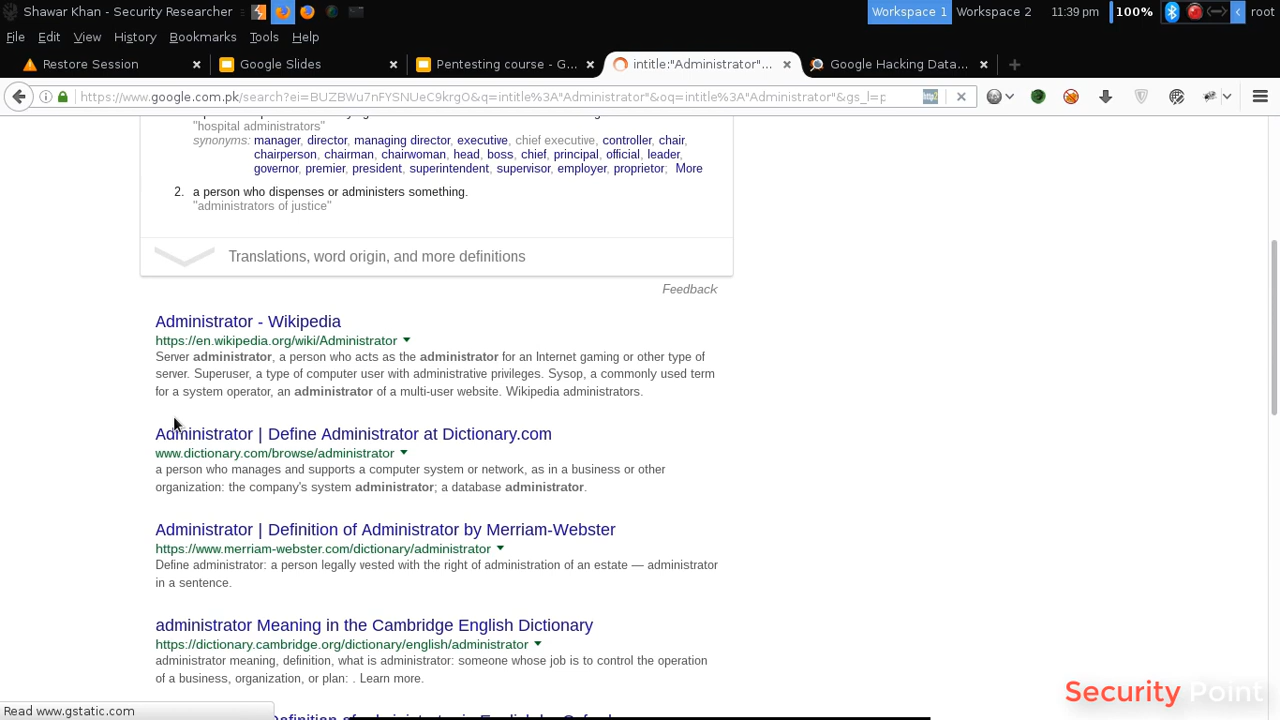 Shawar Khan - Security Researcher
Workspace 1
Workspace 2
11:39 pm
100%
root
File Edit View History Bookmarks Tools Help
Restore Session
Google Slides
Pentesting course - G...
intitle:"Administrator"...
Google Hacking Data...
https://www.google.com.pk/search?ei=BUZBWu7nFYSNUeC9krgO&q=intitle%3A"Administrator"&oq=intitle%3A"Administrator"&gs_l=p
"hospital administrators"
synonyms: manager, director, managing director, executive, chief executive, controller, chair,
chairperson, chairman, chairwoman, head, boss, chief, principal, official, leader,
governor, premier, president, superintendent, supervisor, employer, proprietor; More
2. a person who dispenses or administers something.
"administrators of justice"
Translations, word origin, and more definitions
Feedback
Administrator - Wikipedia
https://en.wikipedia.org/wiki/Administrator
Server administrator, a person who acts as the administrator for an Internet gaming or other type of
server. Superuser, a type of computer user with administrative privileges. Sysop, a commonly used term
for a system operator, an administrator of a multi-user website. Wikipedia administrators.
Administrator | Define Administrator at Dictionary.com
www.dictionary.com/browse/administrator
a person who manages and supports a computer system or network, as in a business or other
organization: the company's system administrator; a database administrator.
Administrator | Definition of Administrator by Merriam-Webster
https://www.merriam-webster.com/dictionary/administrator
Define administrator: a person legally vested with the right of administration of an estate — administrator
in a sentence.
administrator Meaning in the Cambridge English Dictionary
https://dictionary.cambridge.org/dictionary/english/administrator
administrator meaning, definition, what is administrator: someone whose job is to control the operation
of a business, organization, or plan: . Learn more.
Security Point
Read www.gstatic.com